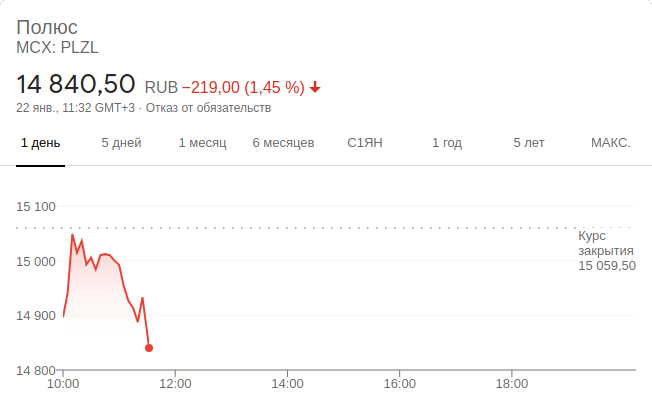 Полюс
MCX: PLZL
14 840,50 RUB −219,00 (1,45 %)
22 янв., 11:32 GMT+3 · Отказ от обязательств
1 день 5 дней 1 месяц 6 месяцев С1ЯН 1 год 5 лет МАКС.
15 100
Курс
закрытия
15 059,50
15 000
14 900
14 800
10:00 12:00 14:00 16:00 18:00